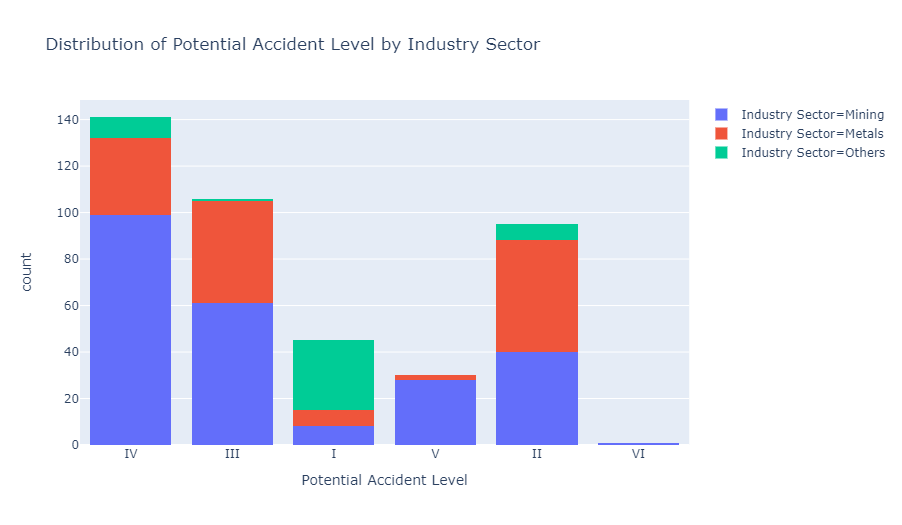 Distribution of Potential Accident Level by Industry Sector
140
120
100
80
60
40
20
0
count
IV III I V II VI
Potential Accident Level
Industry Sector=Mining
Industry Sector=Metals
Industry Sector=Others